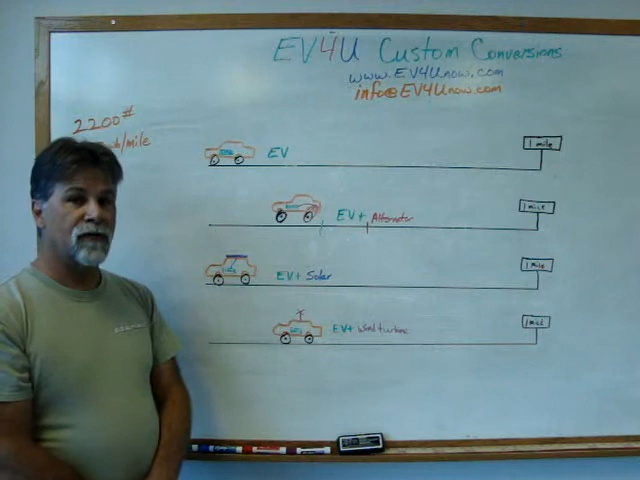 EV4U Custom Conversions
www.EV4Unow.com
info@EV4Unow.com
2200#
/mile
EV
1 mile
EV+ Alternator
1 mile
EV+ Solar
1 mile
EV+ Wind turbine
1 mile